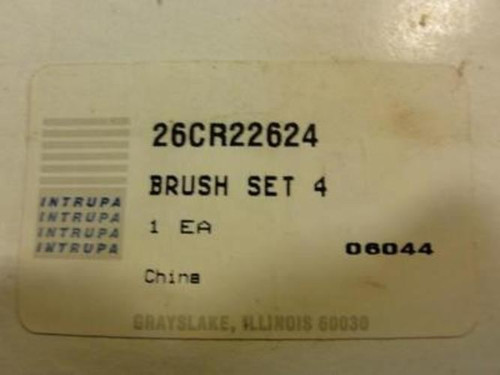 26CR22624
BRUSH SET 4
INTRUPA
INTRUPA
INTRUPA
INTRUPA
1 EA
06044
China
GRAYSLAKE, ILLINOIS 60030